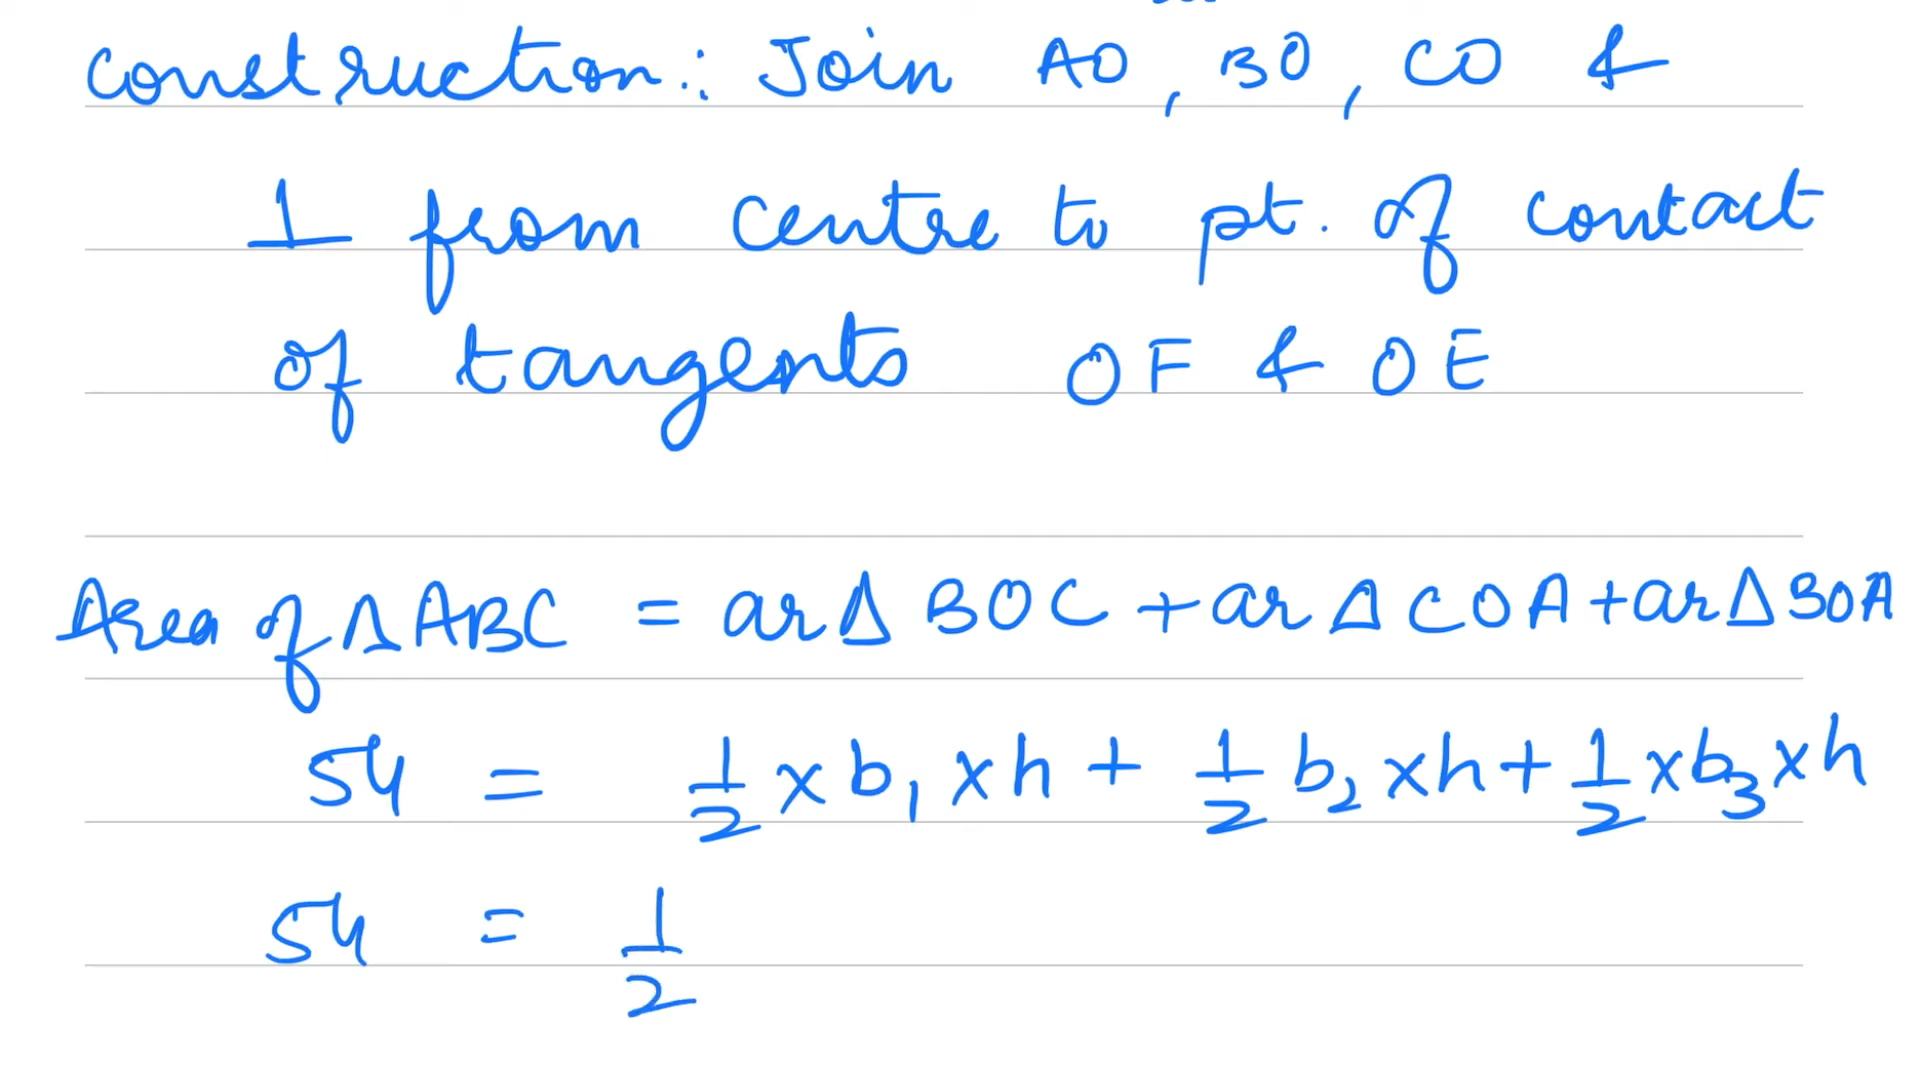 construction: Join AO, BO, CO &
⊥ from centre to pt. of contact
of tangents OF & OE
Area of Δ ABC = ar Δ BOC + ar Δ COA + ar Δ BOA
54 = 1/2 x b₁ x h + 1/2 b₂ x h + 1/2 x b₃ x h
54 = 1/2